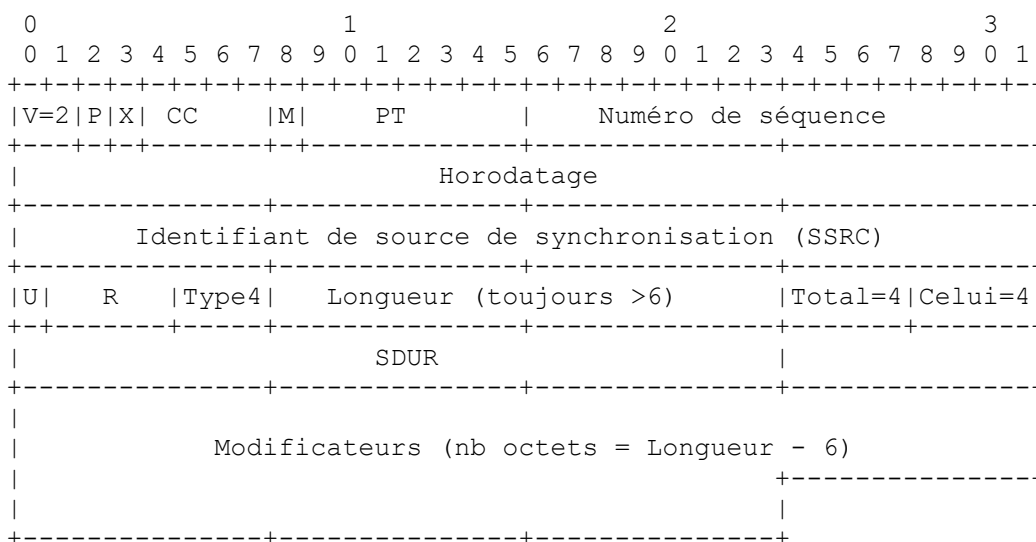 0                   1                   2                   3
 0 1 2 3 4 5 6 7 8 9 0 1 2 3 4 5 6 7 8 9 0 1 2 3 4 5 6 7 8 9 0 1
+-+-+-+-+-+-+-+-+-+-+-+-+-+-+-+-+-+-+-+-+-+-+-+-+-+-+-+-+-+-+-+-
|V=2|P|X| CC    |M|    PT       |    Numéro de séquence
+---+-+-+-------+-+-------------+---------------+---------------
|                          Horodatage
+---------------+---------------+---------------+---------------
|       Identifiant de source de synchronisation (SSRC)
+---------------+---------------+---------------+---------------
|U|   R   |Type4|   Longueur (toujours >6)      |Total=4|Celui=4
+-+-------+-----+---------------+---------------+-------+-------
|                      SDUR                     |
+---------------+---------------+---------------+---------------
|
|            Modificateurs (nb octets = Longueur - 6)
|                                               +---------------
|                                               |
+---------------+---------------+---------------+